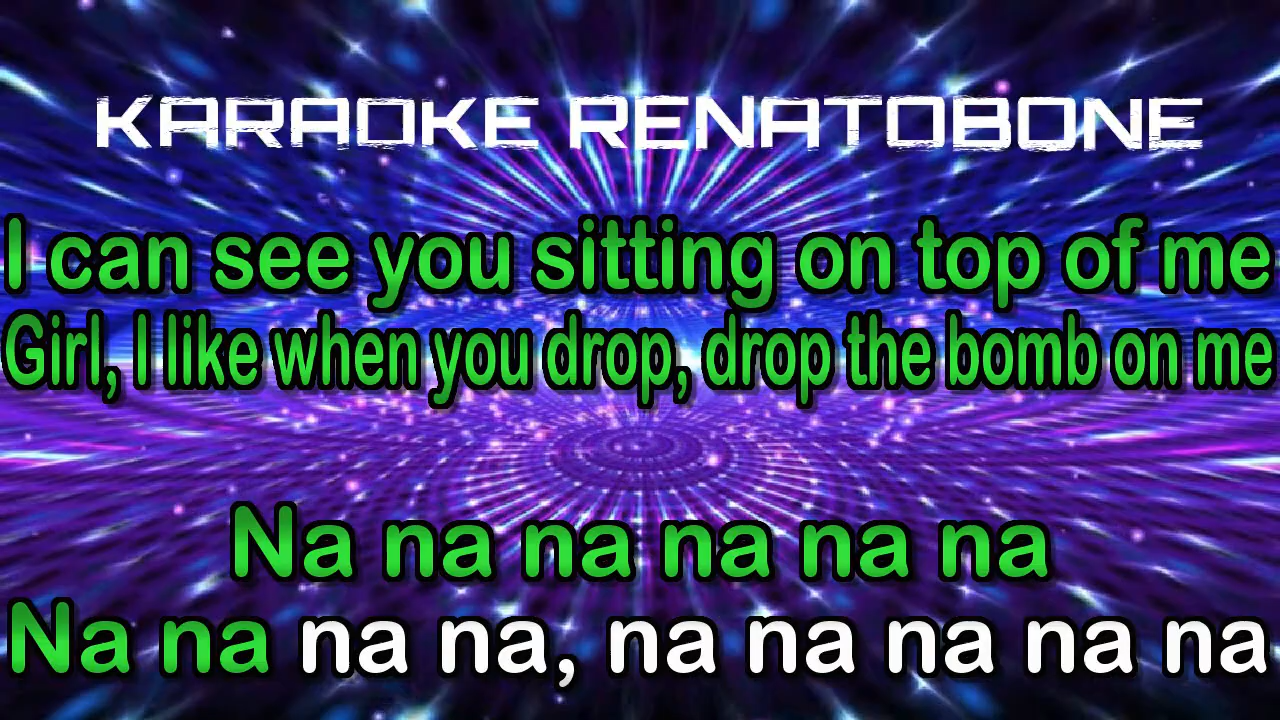 KARAOKE RENATOBONE
I can see you sitting on top of me
Girl, I like when you drop, drop the bomb on me
Na na na na na na
Na na na na, na na na na na